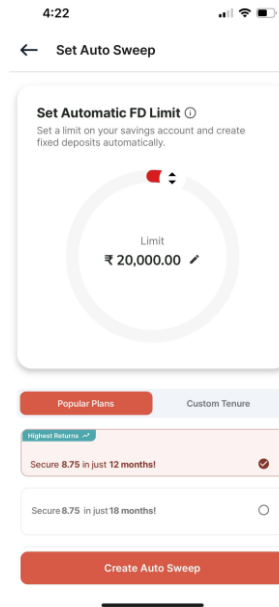 4:22
Set Auto Sweep
Set Automatic FD Limit
Set a limit on your savings account and create
fixed deposits automatically.
Limit
₹ 20,000.00
Popular Plans
Custom Tenure
Highest Returns
Secure 8.75 in just 12 months!
Secure 8.75 in just 18 months!
Create Auto Sweep